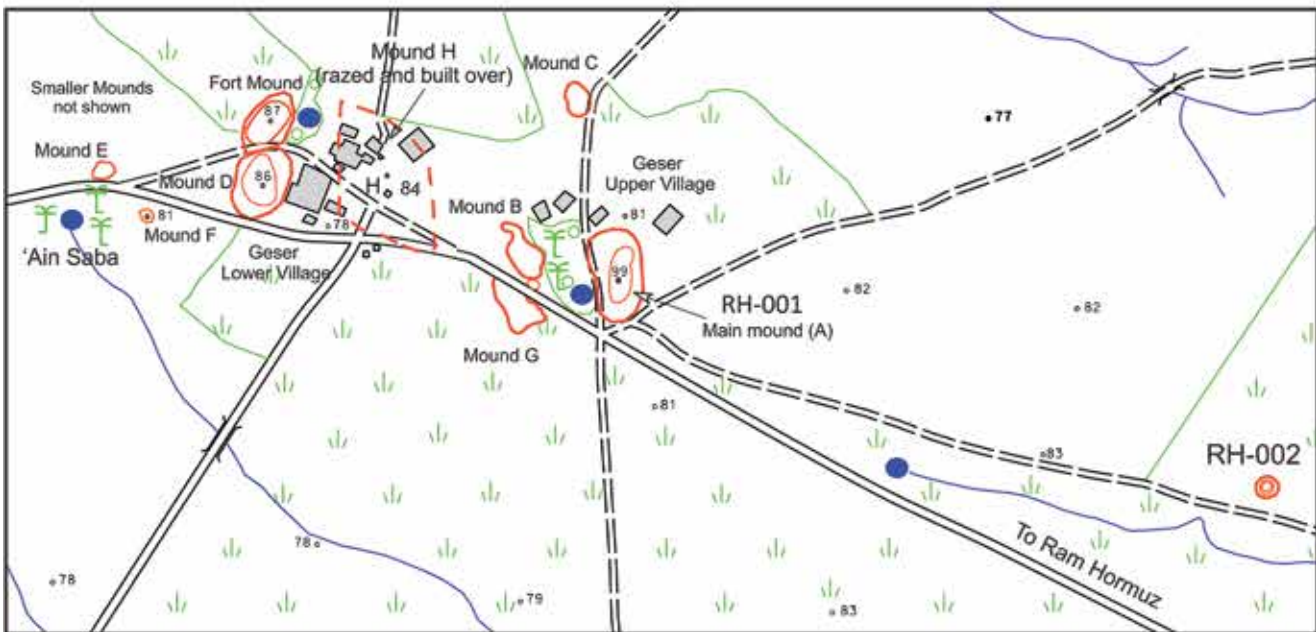 Mound H
(razed and built over)
Mound C
Smaller Mounds
not shown
Fort Mound
87
77
Mound E
Mound D
86
H
84
Geser
Upper Village
81
Mound B
81
Mound F
78
'Ain Saba
Geser
Lower Village
99
RH-001
Main mound (A)
82
82
Mound G
81
83
RH-002
78
To Ram Hormuz
78
79
83